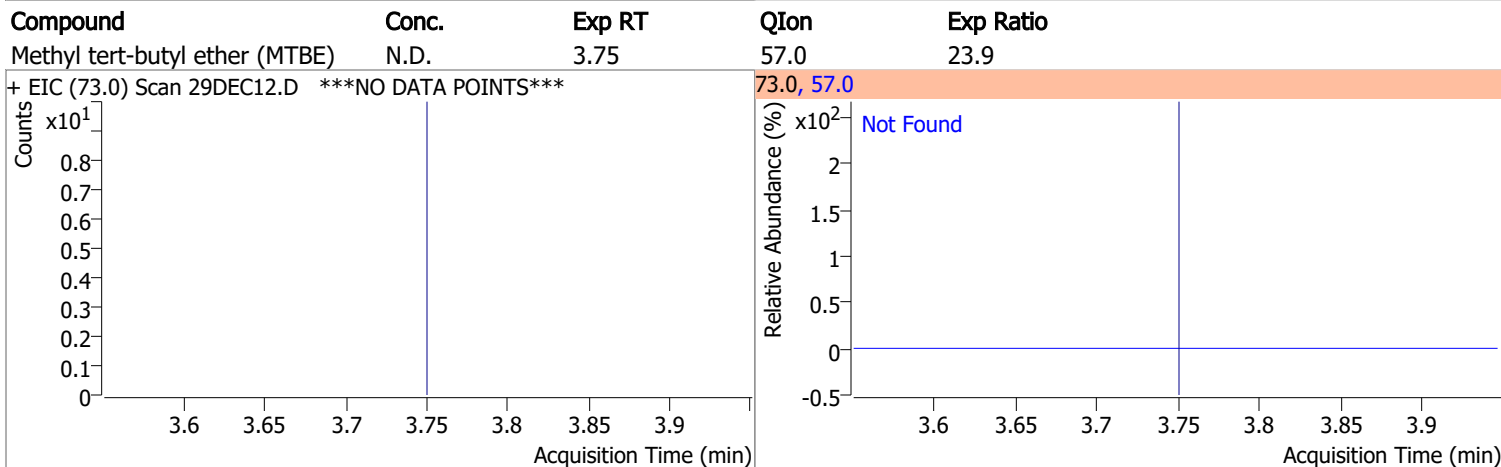 Compound Conc. Exp RT QIon Exp Ratio
Methyl tert-butyl ether (MTBE) N.D. 3.75 57.0 23.9
+ EIC (73.0) Scan 29DEC12.D ***NO DATA POINTS***
Counts
x10¹
0.8
0.7
0.6
0.5
0.4
0.3
0.2
0.1
0
3.6 3.65 3.7 3.75 3.8 3.85 3.9
Acquisition Time (min)
73.0, 57.0
Relative Abundance (%)
x10²
Not Found
2
1.5
1
0.5
0
-0.5
3.6 3.65 3.7 3.75 3.8 3.85 3.9
Acquisition Time (min)